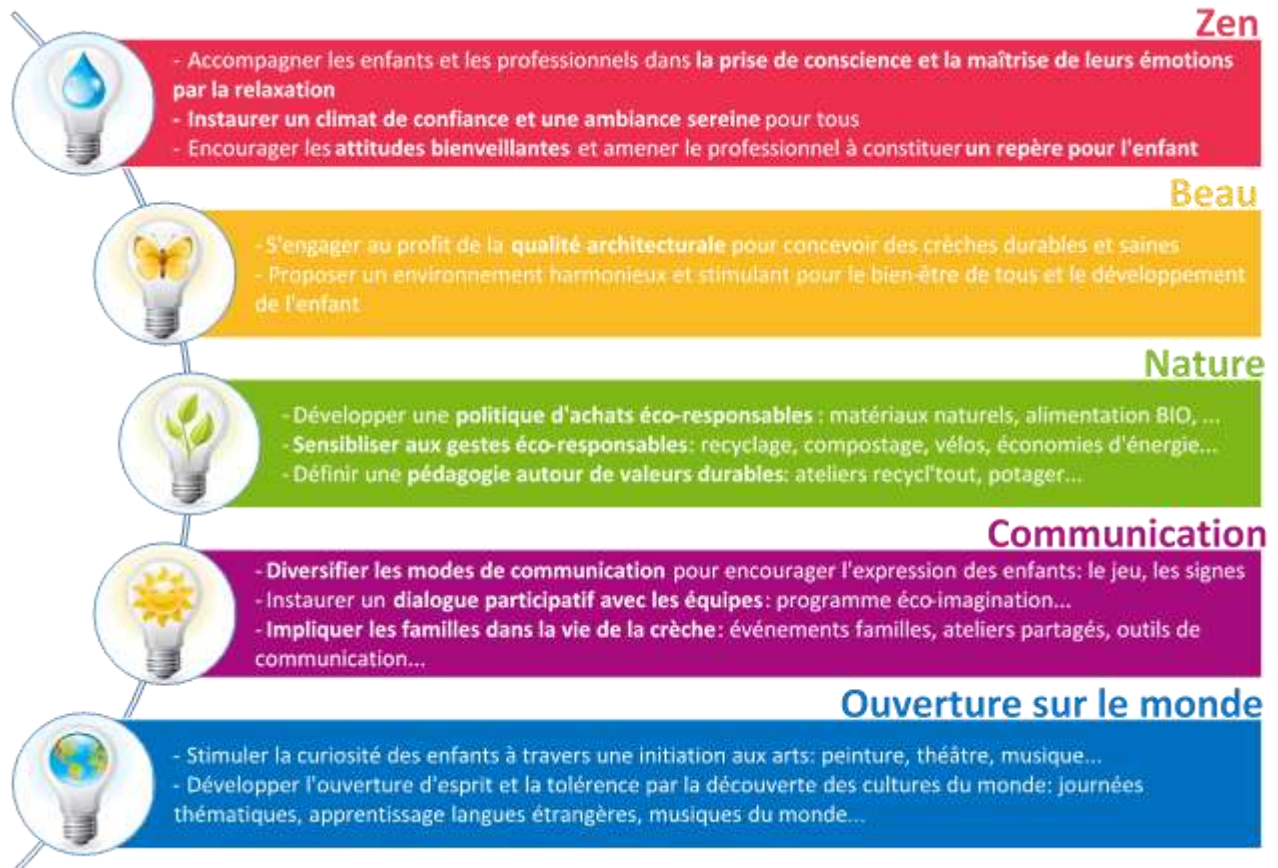 Zen
- Accompagner les enfants et les professionnels dans la prise de conscience et la maîtrise de leurs émotions
par la relaxation
- Instaurer un climat de confiance et une ambiance sereine pour tous
- Encourager les attitudes bienveillantes et amener le professionnel à constituer un repère pour l'enfant
Beau
- S'engager au profit de la qualité architecturale pour concevoir des crèches durables et saines
- Proposer un environnement harmonieux et stimulant pour le bien-être de tous et le développement
de l'enfant
Nature
- Développer une politique d'achats éco-responsables : matériaux naturels, alimentation BIO, ...
- Sensibliser aux gestes éco-responsables: recyclage, compostage, vélos, économies d'énergie...
- Définir une pédagogie autour de valeurs durables: ateliers recycl'tout, potager...
Communication
- Diversifier les modes de communication pour encourager l'expression des enfants: le jeu, les signes
- Instaurer un dialogue participatif avec les équipes: programme éco-imagination...
- Impliquer les familles dans la vie de la crèche: événements familles, ateliers partagés, outils de
communication...
Ouverture sur le monde
- Stimuler la curiosité des enfants à travers une initiation aux arts: peinture, théâtre, musique...
- Développer l'ouverture d'esprit et la tolérence par la découverte des cultures du monde: journées
thématiques, apprentissage langues étrangères, musiques du monde...